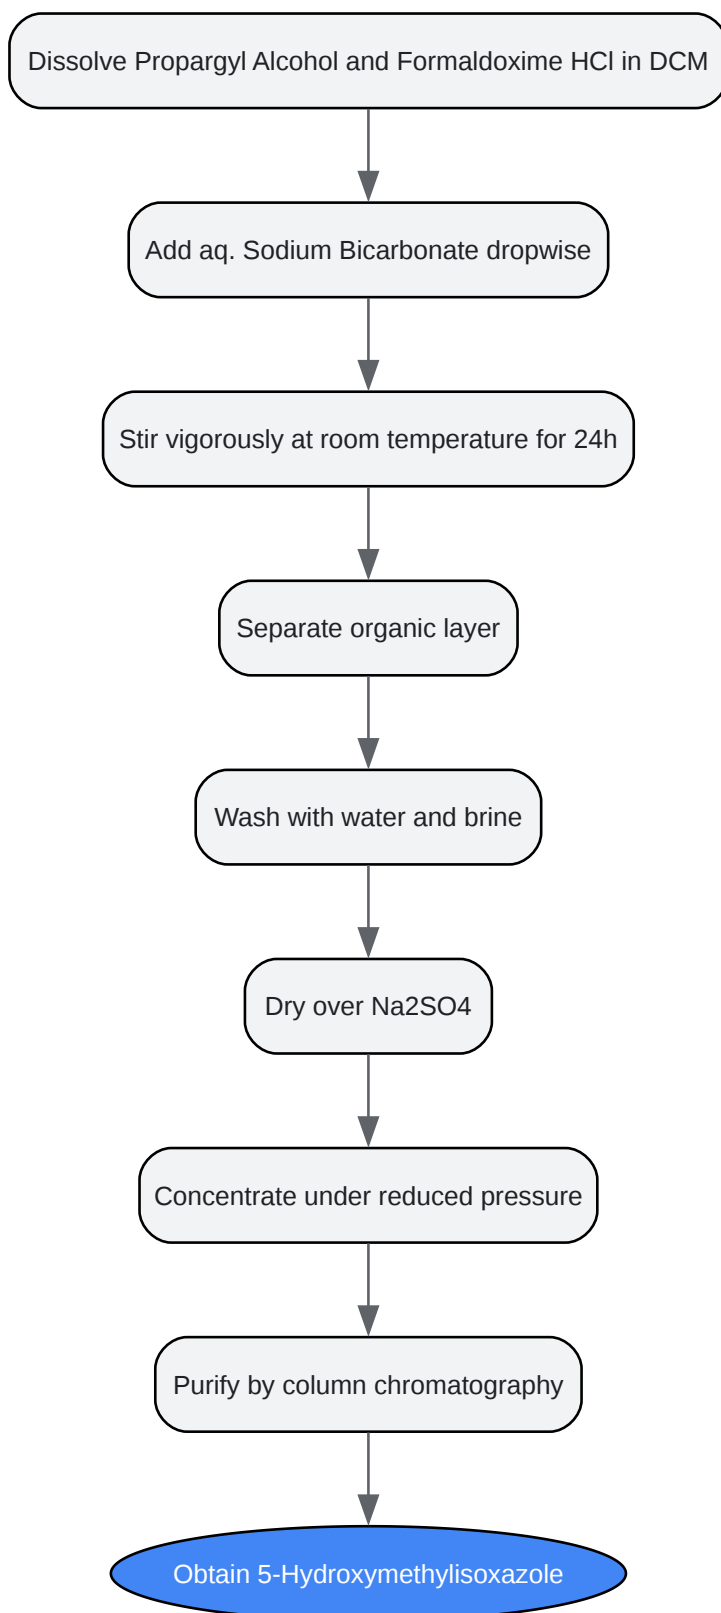 Dissolve Propargyl Alcohol and Formaldoxime HCl in DCM
Add aq. Sodium Bicarbonate dropwise
Stir vigorously at room temperature for 24h
Separate organic layer
Wash with water and brine
Dry over Na2SO4
Concentrate under reduced pressure
Purify by column chromatography
Obtain 5-Hydroxymethylisoxazole